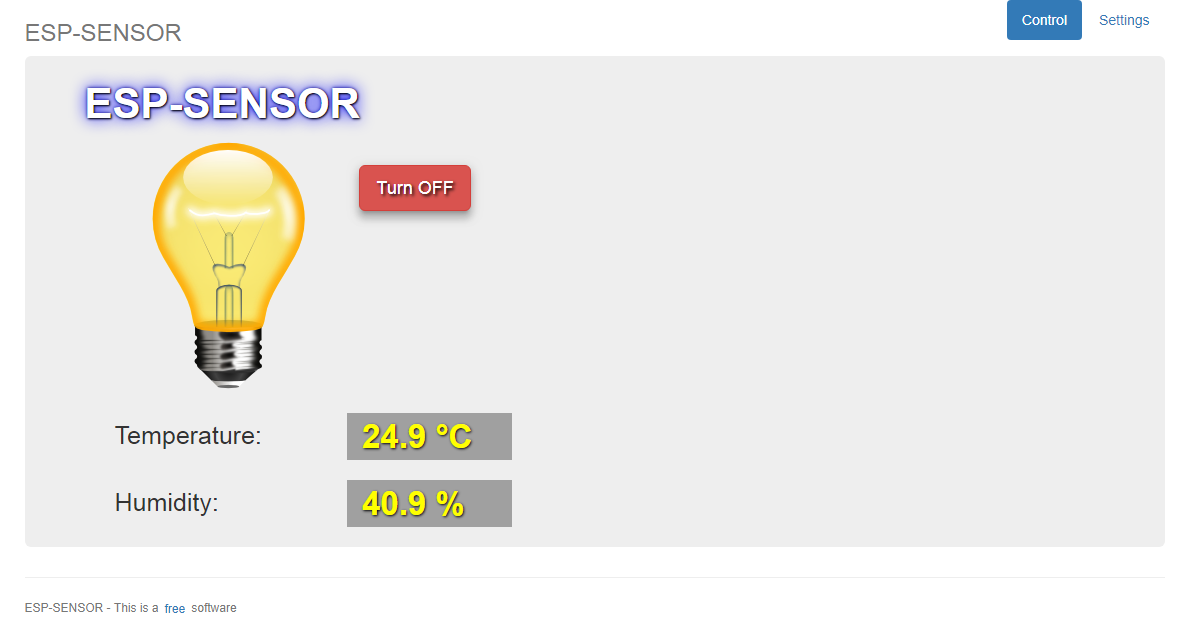 ESP-SENSOR
Control Settings
ESP-SENSOR
Turn OFF
Temperature: 24.9 °C
Humidity: 40.9 %
ESP-SENSOR - This is a free software